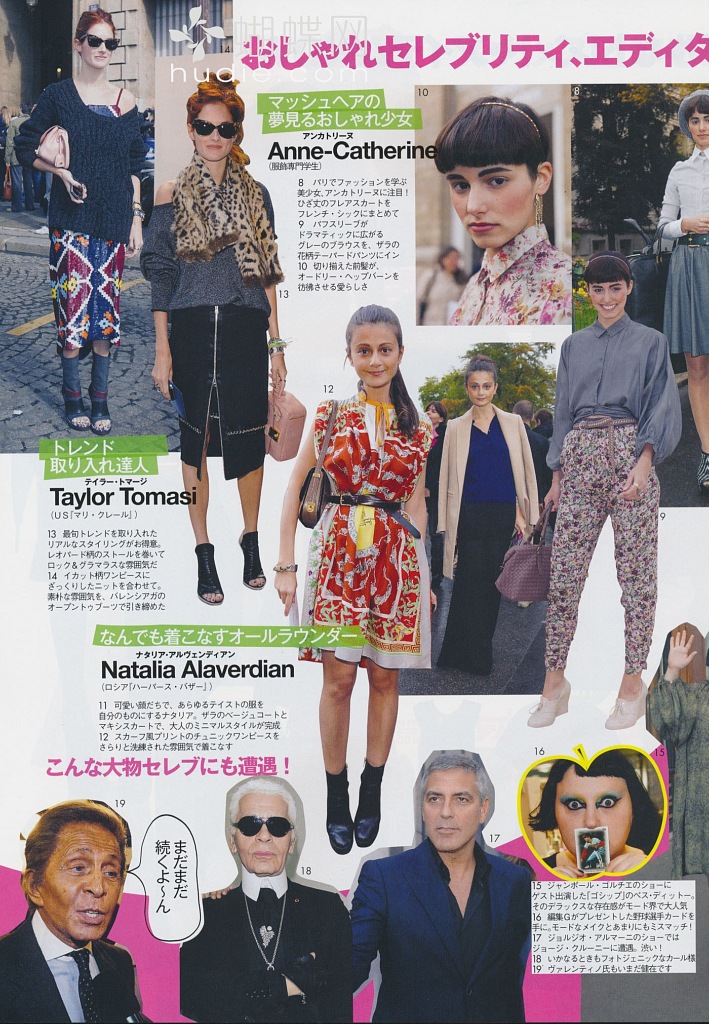 蝴蝶网
hudie.com
おしゃれセレブリティ、エディタ
14
マッシュヘアの
夢見るおしゃれ少女
アンカトリーヌ
Anne-Catherine
(服飾専門学生)
8 パリでファッションを学ぶ
美少女、アンカトリーヌに注目!
ひざ丈のフレアスカートを
フレンチ・シックにまとめて
9 パフスリーブが
ドラマティックに広がる
グレーのブラウスを、ザラの
花柄テーパードパンツにイン
10 切り揃えた前髪が、
オードリー・ヘップバーンを
彷彿させる愛らしさ
10
8
13
12
トレンド
取り入れ達人
テイラー・トマージ
Taylor Tomasi
(US『マリ・クレール』)
13 最旬トレンドを取り入れた
リアルなスタイリングがお得意。
レオパード柄のストールを巻いて
ロック&グラマラスな雰囲気だ
14 イカット柄ワンピースに
ざっくりしたニットを合わせて。
素朴な雰囲気を、バレンシアガの
オープントゥブーツで引き締めた
11
9
なんでも着こなすオールラウンダー
ナタリア・アルヴェンディアン
Natalia Alaverdian
(ロシア『ハーパース・バザー』)
11 可愛い顔だちで、あらゆるテイストの服を
自分のものにするナタリア。ザラのベージュコートと
マキシスカートで、大人のミニマルスタイルが完成
12 スカーフ風プリントのチュニックワンピースを
さらりと洗練された雰囲気で着こなす
こんな大物セレブにも遭遇!
19
まだまだ
続くよ〜ん
18
17
16
15
15 ジャンポール・ゴルチエのショーに
ゲスト出演した「ゴシップ」のベス・ディットー。
そのデラックスな存在感がモード界で大人気
16 編集Gがプレゼントした野球選手カードを
手に。モードなメイクとあまりにもミスマッチ!
17 ジョルジオ・アルマーニのショーでは
ジョージ・クルーニーに遭遇。渋い!
18 いかなるときもフォトジェニックなカール様
19 ヴァレンティノ氏もいまだ健在です